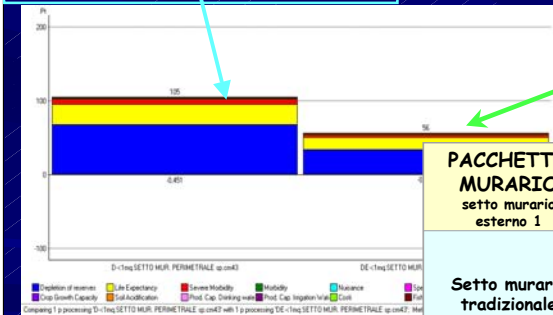 Pt
200
105
100
56
0
-0,451
-100
D<1mq SETTO MUR. PERIMETRALE sp.cm43
DE<1mq SETTO MUR.
Depletion of reserves
Life Expectancy
Severe Morbidity
Morbidity
Nuisance
Crop Growth Capacity
Soil Acidification
Prod. Cap. Drinking wate
Prod. Cap. Irrigation Wat
Comparing 1 p processing 'D<1mq SETTO MUR. PERIMETRALE sp.cm43' with 1 p processing 'DE<1mq SETTO MUR. PERIMETRALE sp.cm43';
PACCHETT
MURARIO
setto murario
esterno 1
Setto murar
tradizionale